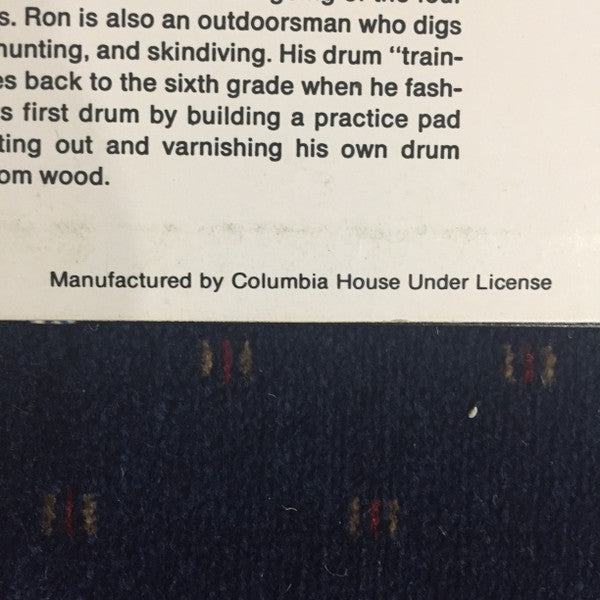 s. Ron is also an outdoorsman who digs
hunting, and skindiving. His drum “train-
es back to the sixth grade when he fash-
s first drum by building a practice pad
ting out and varnishing his own drum
om wood.
Manufactured by Columbia House Under License